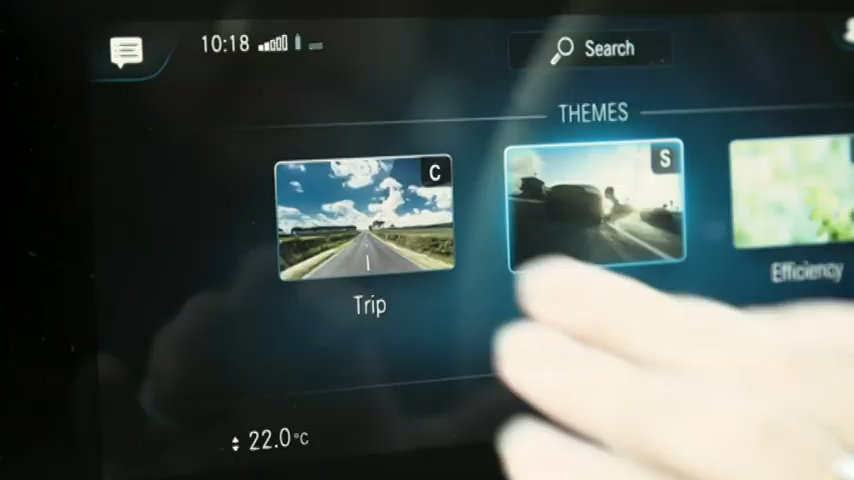 10:18
Search
THEMES
C
S
Trip
Efficiency
22.0°C